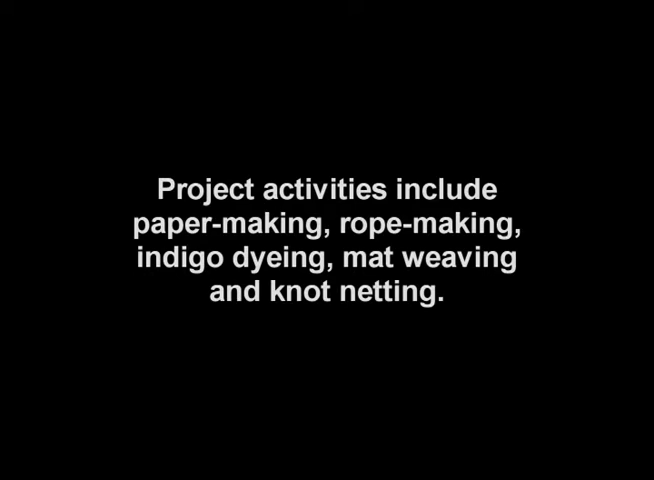 Project activities include
paper-making, rope-making,
indigo dyeing, mat weaving
and knot netting.